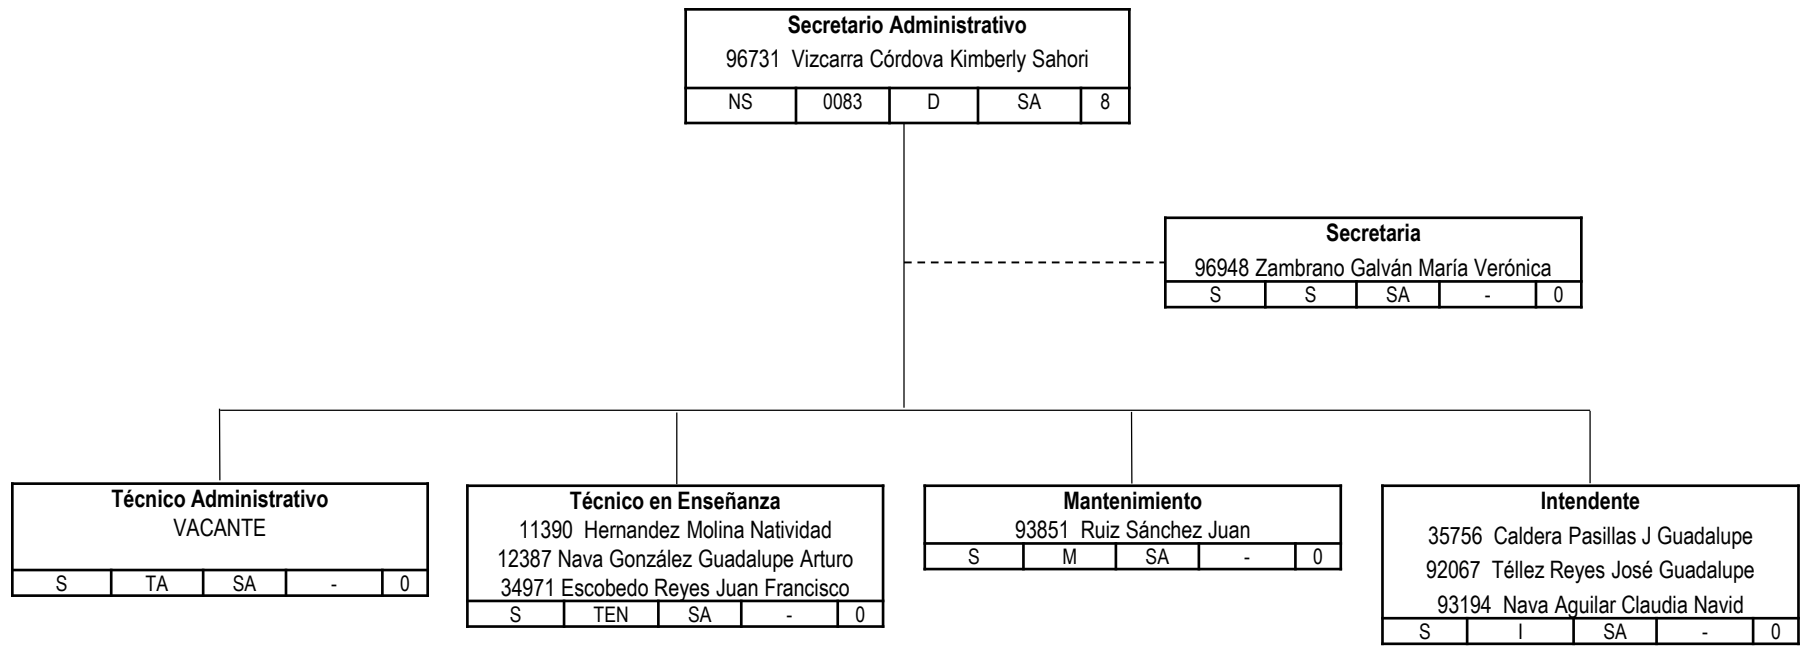 Secretario Administrativo
96731 Vizcarra Córdova Kimberly Sahori
NS 0083 D SA 8
Secretaria
96948 Zambrano Galván María Verónica
S S SA - 0
Técnico Administrativo
VACANTE
S TA SA - 0
Técnico en Enseñanza
11390 Hernandez Molina Natividad
12387 Nava González Guadalupe Arturo
34971 Escobedo Reyes Juan Francisco
S TEN SA - 0
Mantenimiento
93851 Ruiz Sánchez Juan
S M SA - 0
Intendente
35756 Caldera Pasillas J Guadalupe
92067 Téllez Reyes José Guadalupe
93194 Nava Aguilar Claudia Navid
S I SA - 0